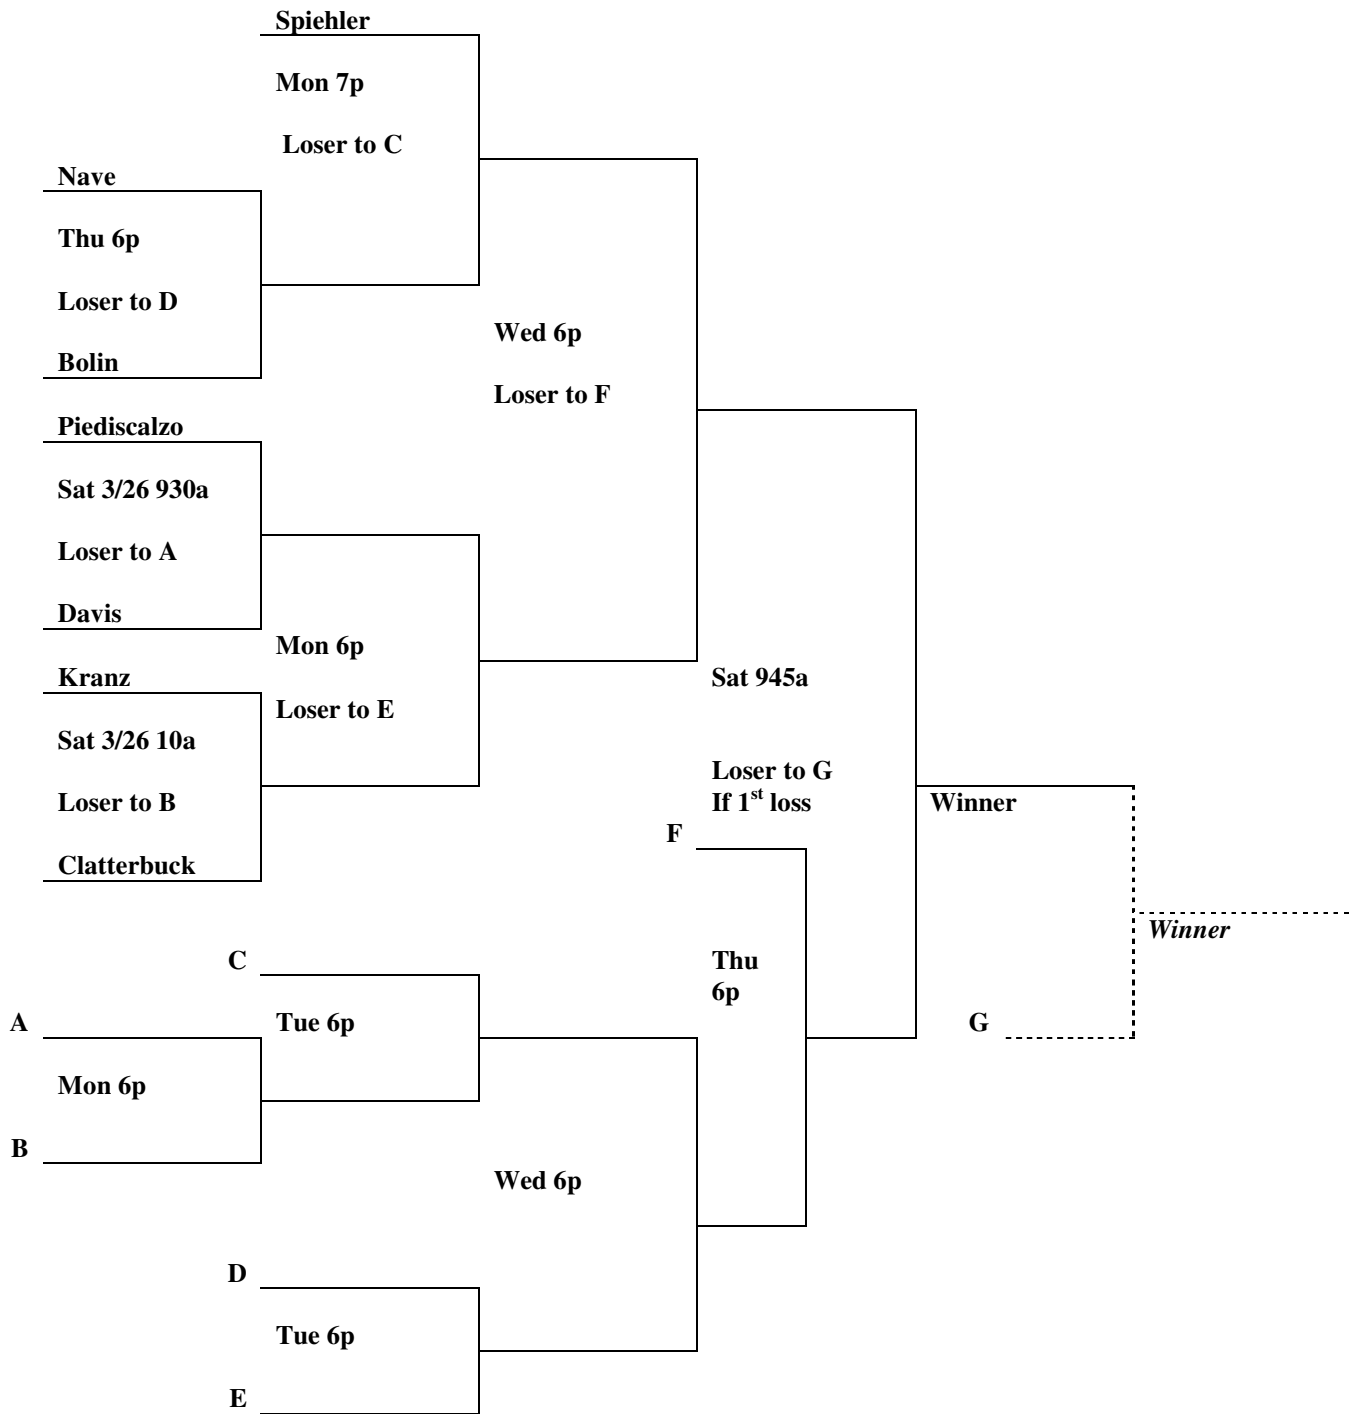 Spiehler
Mon 7p
Loser to C
Nave
Thu 6p
Loser to D
Bolin
Wed 6p
Loser to F
Piediscalzo
Sat 3/26 930a
Loser to A
Davis
Mon 6p
Loser to E
Kranz
Sat 3/26 10a
Loser to B
Clatterbuck
Sat 945a
Loser to G
If 1st loss
Winner
F
C
Tue 6p
A
Mon 6p
B
Thu
6p
G
Winner
Wed 6p
D
Tue 6p
E